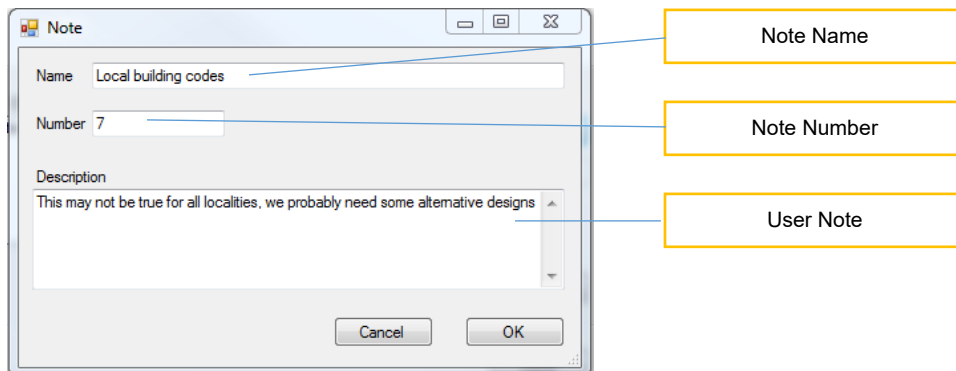 Note
Note Name
Name Local building codes
Number 7
Note Number
Description
This may not be true for all localities, we probably need some alternative designs
User Note
Cancel OK